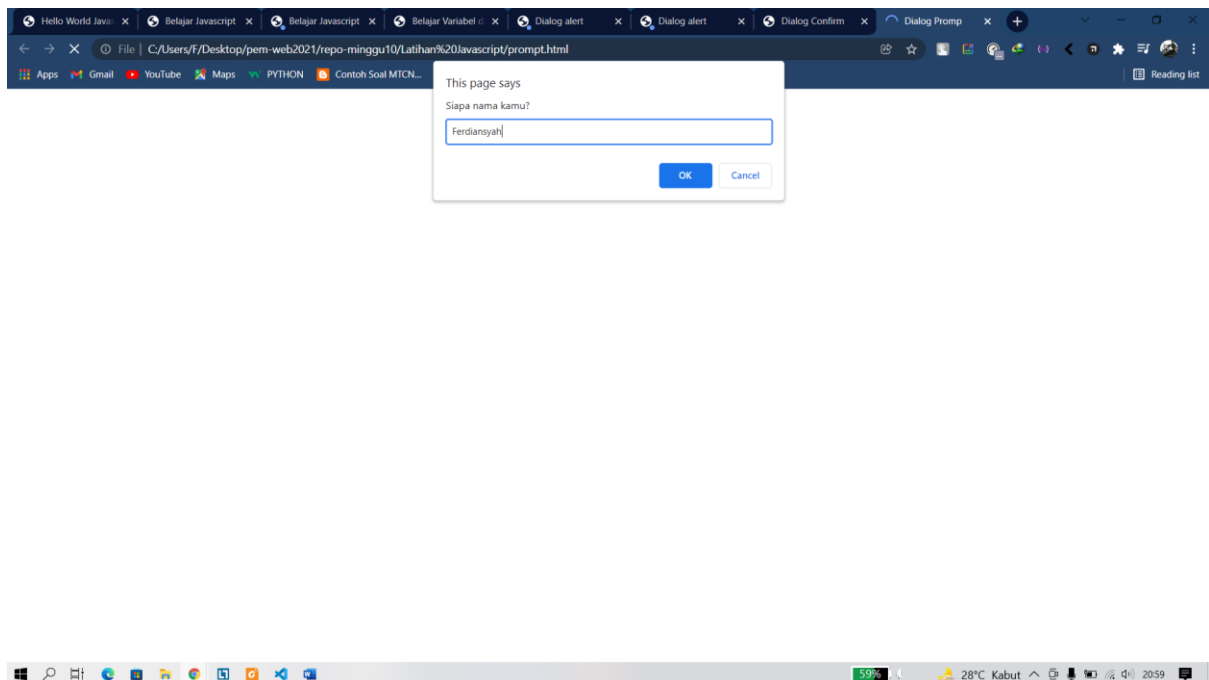 Hello World Javas
Belajar Javascript
Belajar Javascript
Belajar Variabel d
Dialog alert
Dialog alert
Dialog Confirm
Dialog Promp
File | C:/Users/F/Desktop/pem-web2021/repo-minggu10/Latihan%20Javascript/prompt.html
Apps Gmail YouTube Maps PYTHON Contoh Soal MTCN... Reading list
This page says
Siapa nama kamu?
Ferdiansyah
OK Cancel
59% 28°C Kabut 20:59